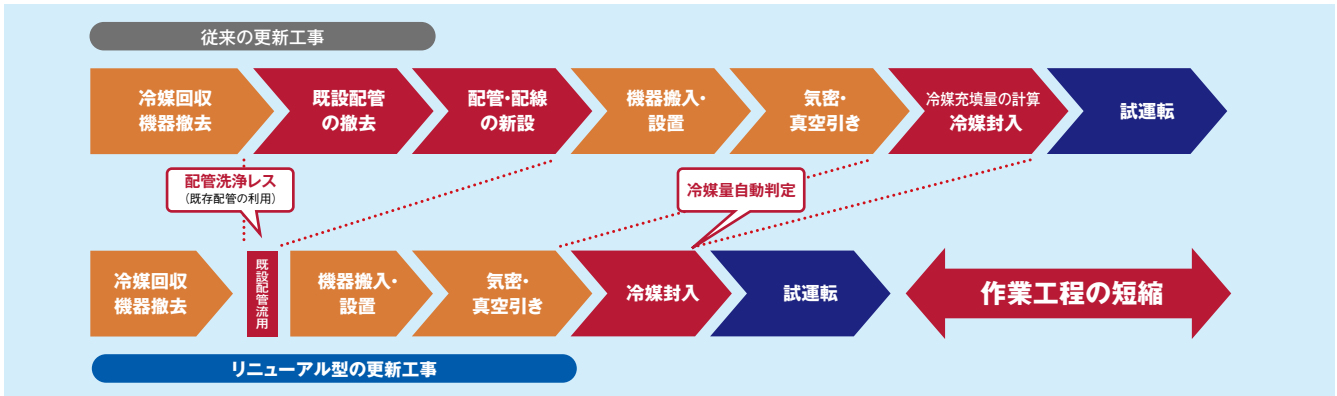 従来の更新工事
冷媒回収
機器撤去
既設配管
の撤去
配管・配線
の新設
機器搬入・
設置
気密・
真空引き
冷媒充填量の計算
冷媒封入
試運転
配管洗浄レス
(既存配管の利用)
冷媒量自動判定
冷媒回収
機器撤去
既設配管流用
機器搬入・
設置
気密・
真空引き
冷媒封入
試運転
作業工程の短縮
リニューアル型の更新工事